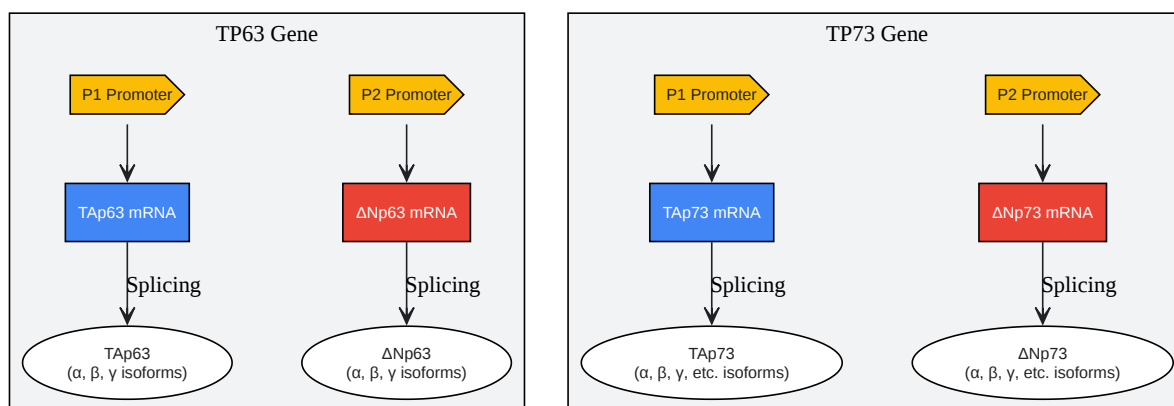 TP63 Gene
P1 Promoter
P2 Promoter
TAp63 mRNA
ΔNp63 mRNA
Splicing
Splicing
TAp63
(α, β, γ isoforms)
ΔNp63
(α, β, γ isoforms)
TP73 Gene
P1 Promoter
P2 Promoter
TAp73 mRNA
ΔNp73 mRNA
Splicing
Splicing
TAp73
(α, β, γ, etc. isoforms)
ΔNp73
(α, β, γ, etc. isoforms)